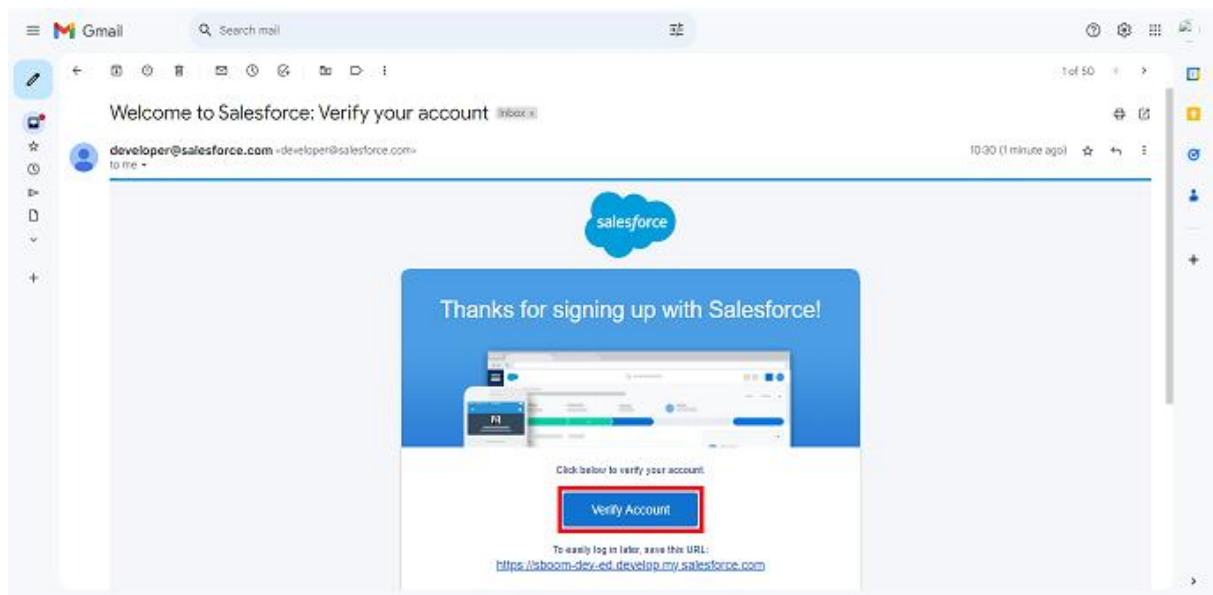 Gmail
Search mail
1 of 50
Welcome to Salesforce: Verify your account Inbox x
developer@salesforce.com <developer@salesforce.com>
10:30 (1 minute ago)
to me
salesforce
Thanks for signing up with Salesforce!
Click below to verify your account.
Verify Account
To easily log in later, save this URL:
https://sboom-dev-ed.develop.my.salesforce.com